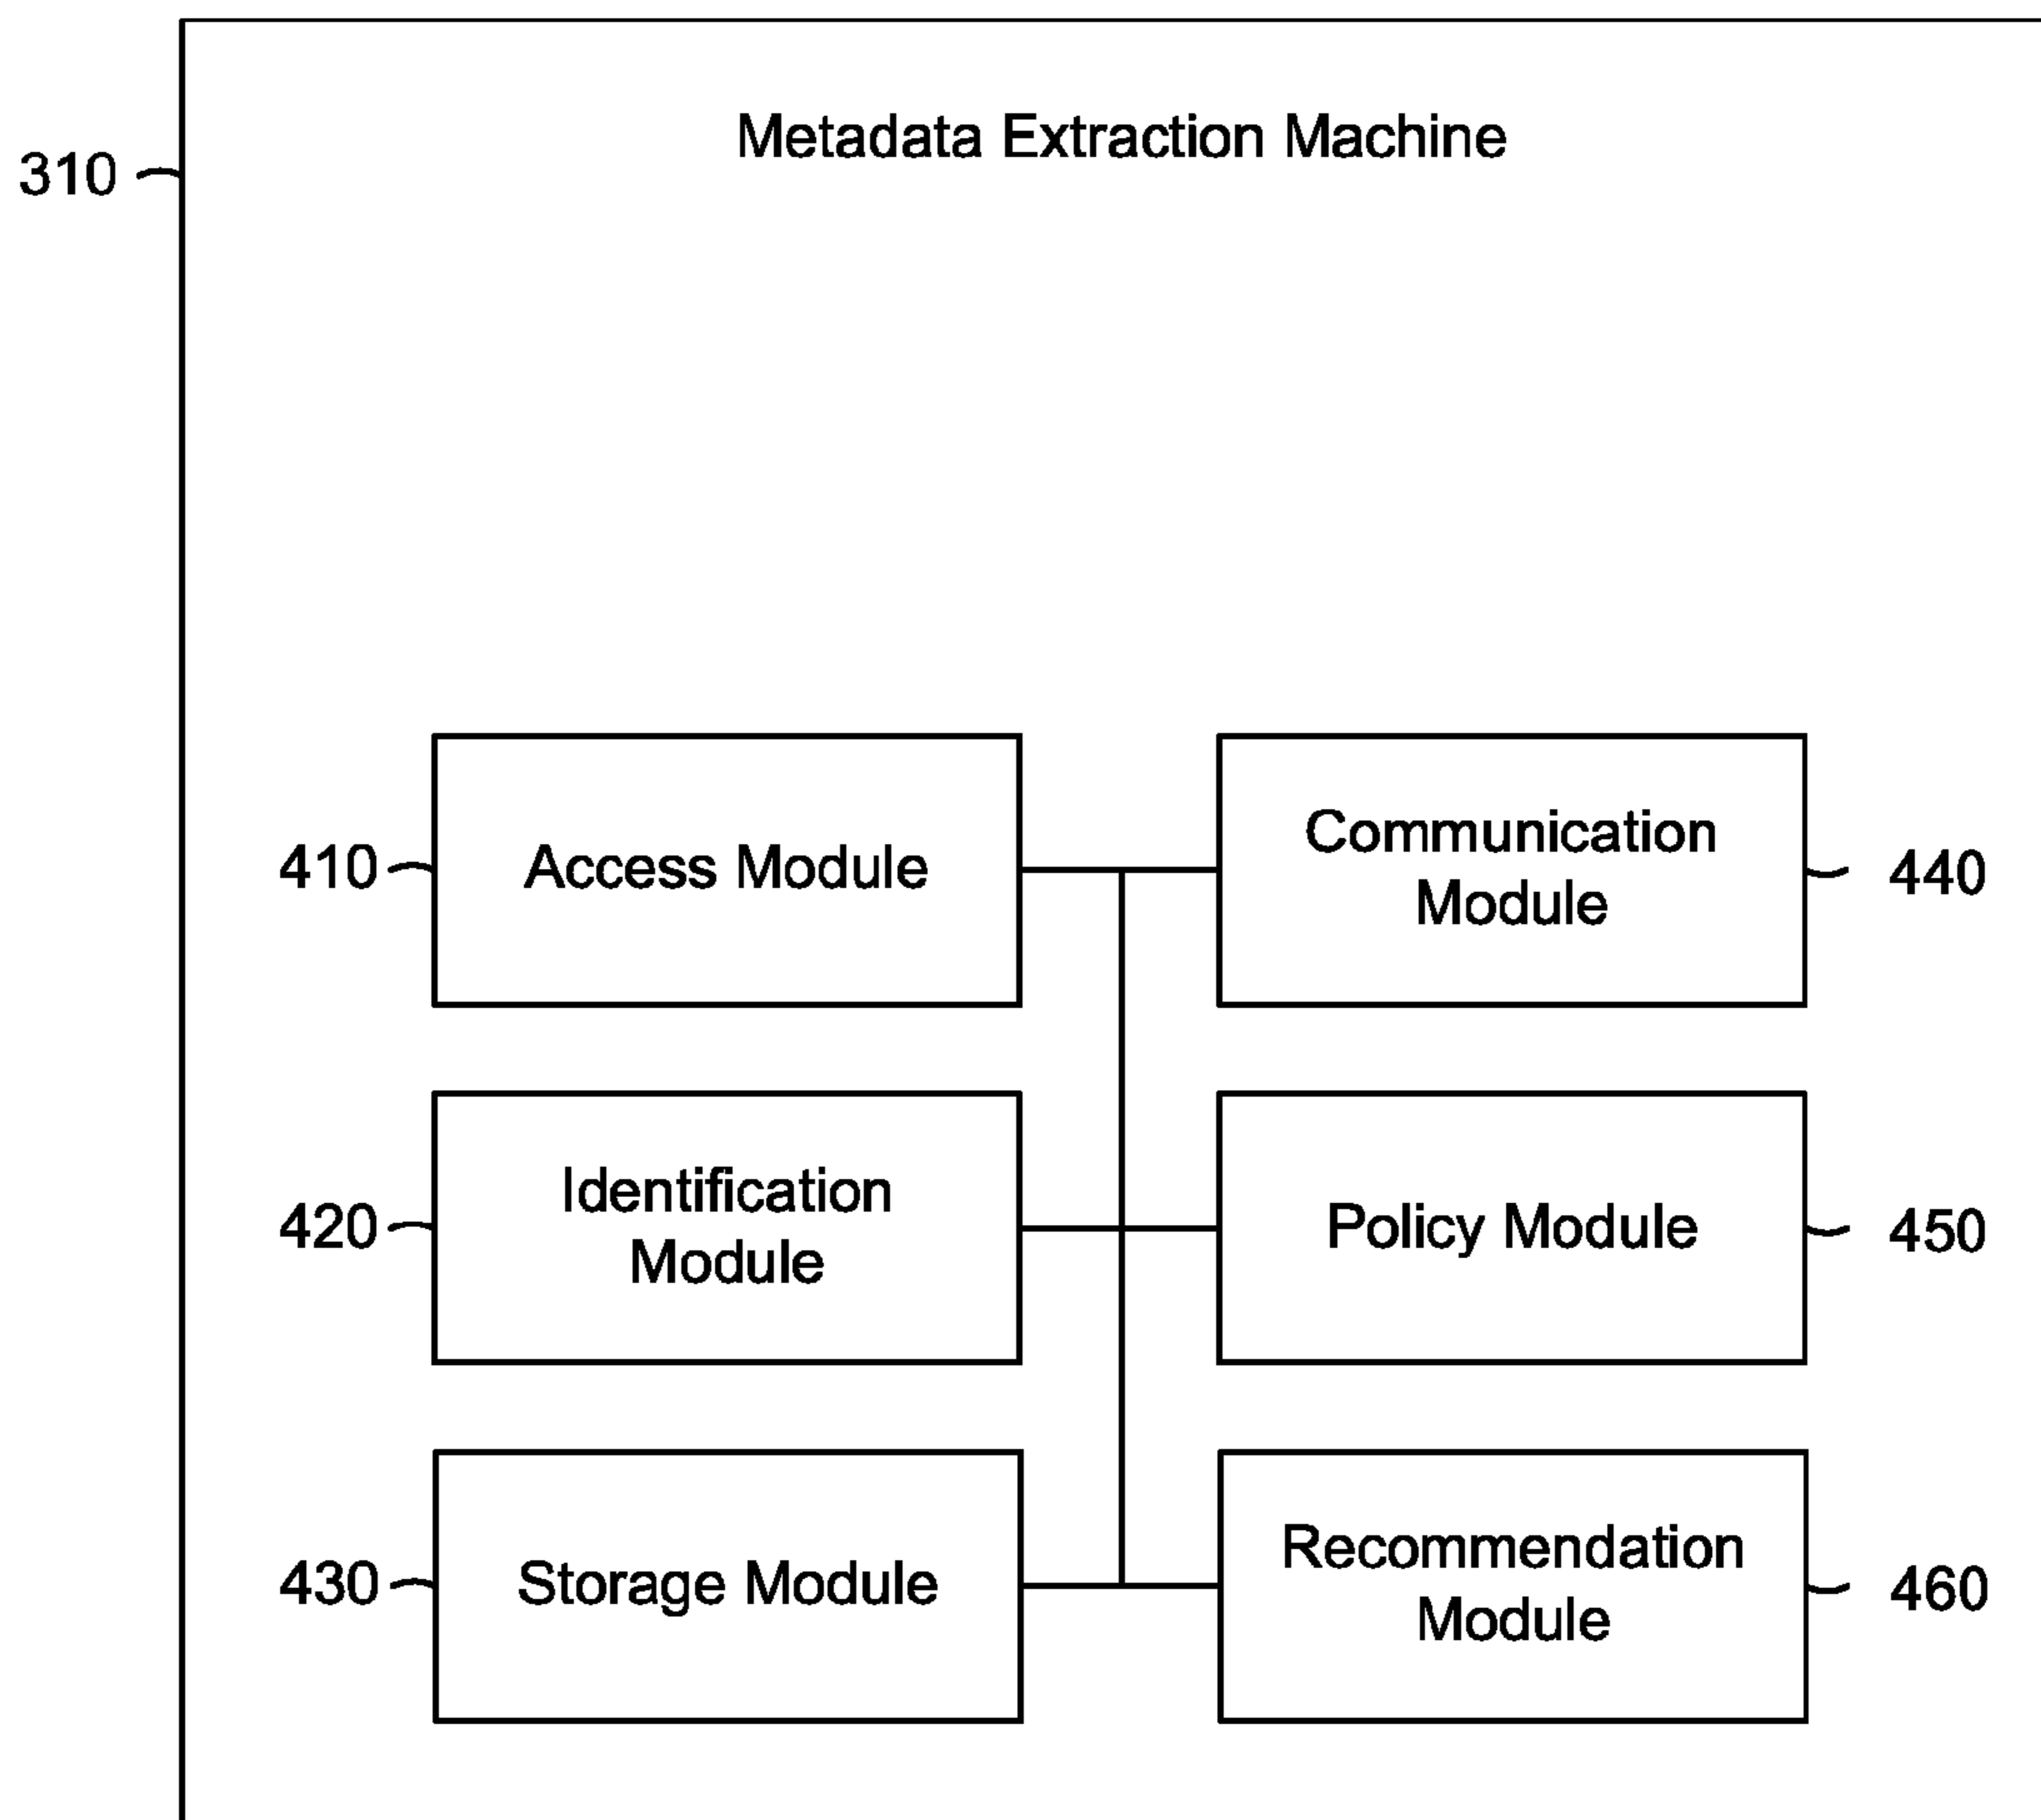 Metadata Extraction Machine
310
410
Access Module
Communication
Module
440
420
Identification
Module
Policy Module
450
430
Storage Module
Recommendation
Module
460